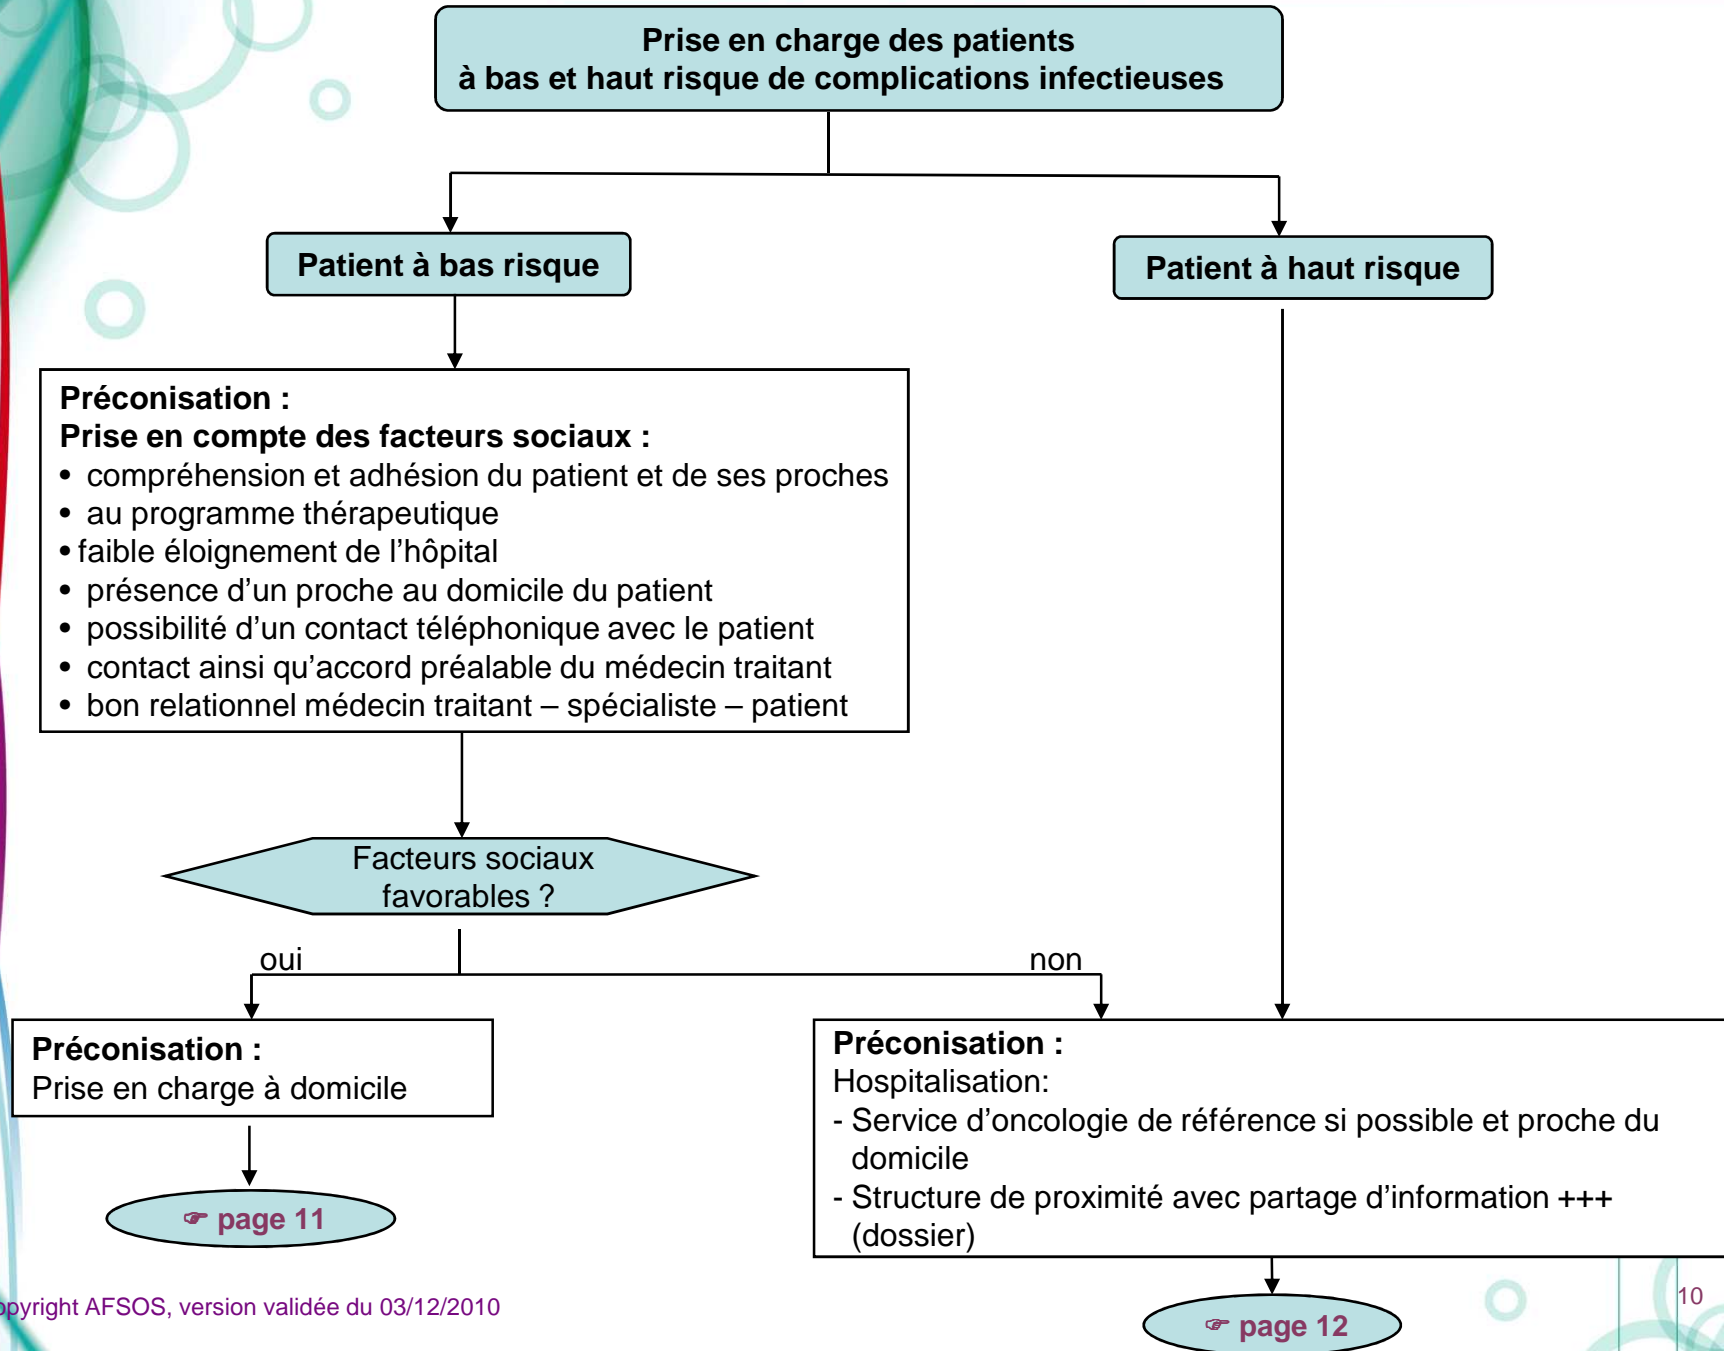 Prise en charge des patients
à bas et haut risque de complications infectieuses
Patient à bas risque
Patient à haut risque
Préconisation :
Prise en compte des facteurs sociaux :
• compréhension et adhésion du patient et de ses proches
• au programme thérapeutique
• faible éloignement de l’hôpital
• présence d’un proche au domicile du patient
• possibilité d’un contact téléphonique avec le patient
• contact ainsi qu’accord préalable du médecin traitant
• bon relationnel médecin traitant – spécialiste – patient
Facteurs sociaux
favorables ?
oui
non
Préconisation :
Prise en charge à domicile
☞ page 11
Préconisation :
Hospitalisation:
- Service d’oncologie de référence si possible et proche du
domicile
- Structure de proximité avec partage d’information +++
(dossier)
☞ page 12
opyright AFSOS, version validée du 03/12/2010
10